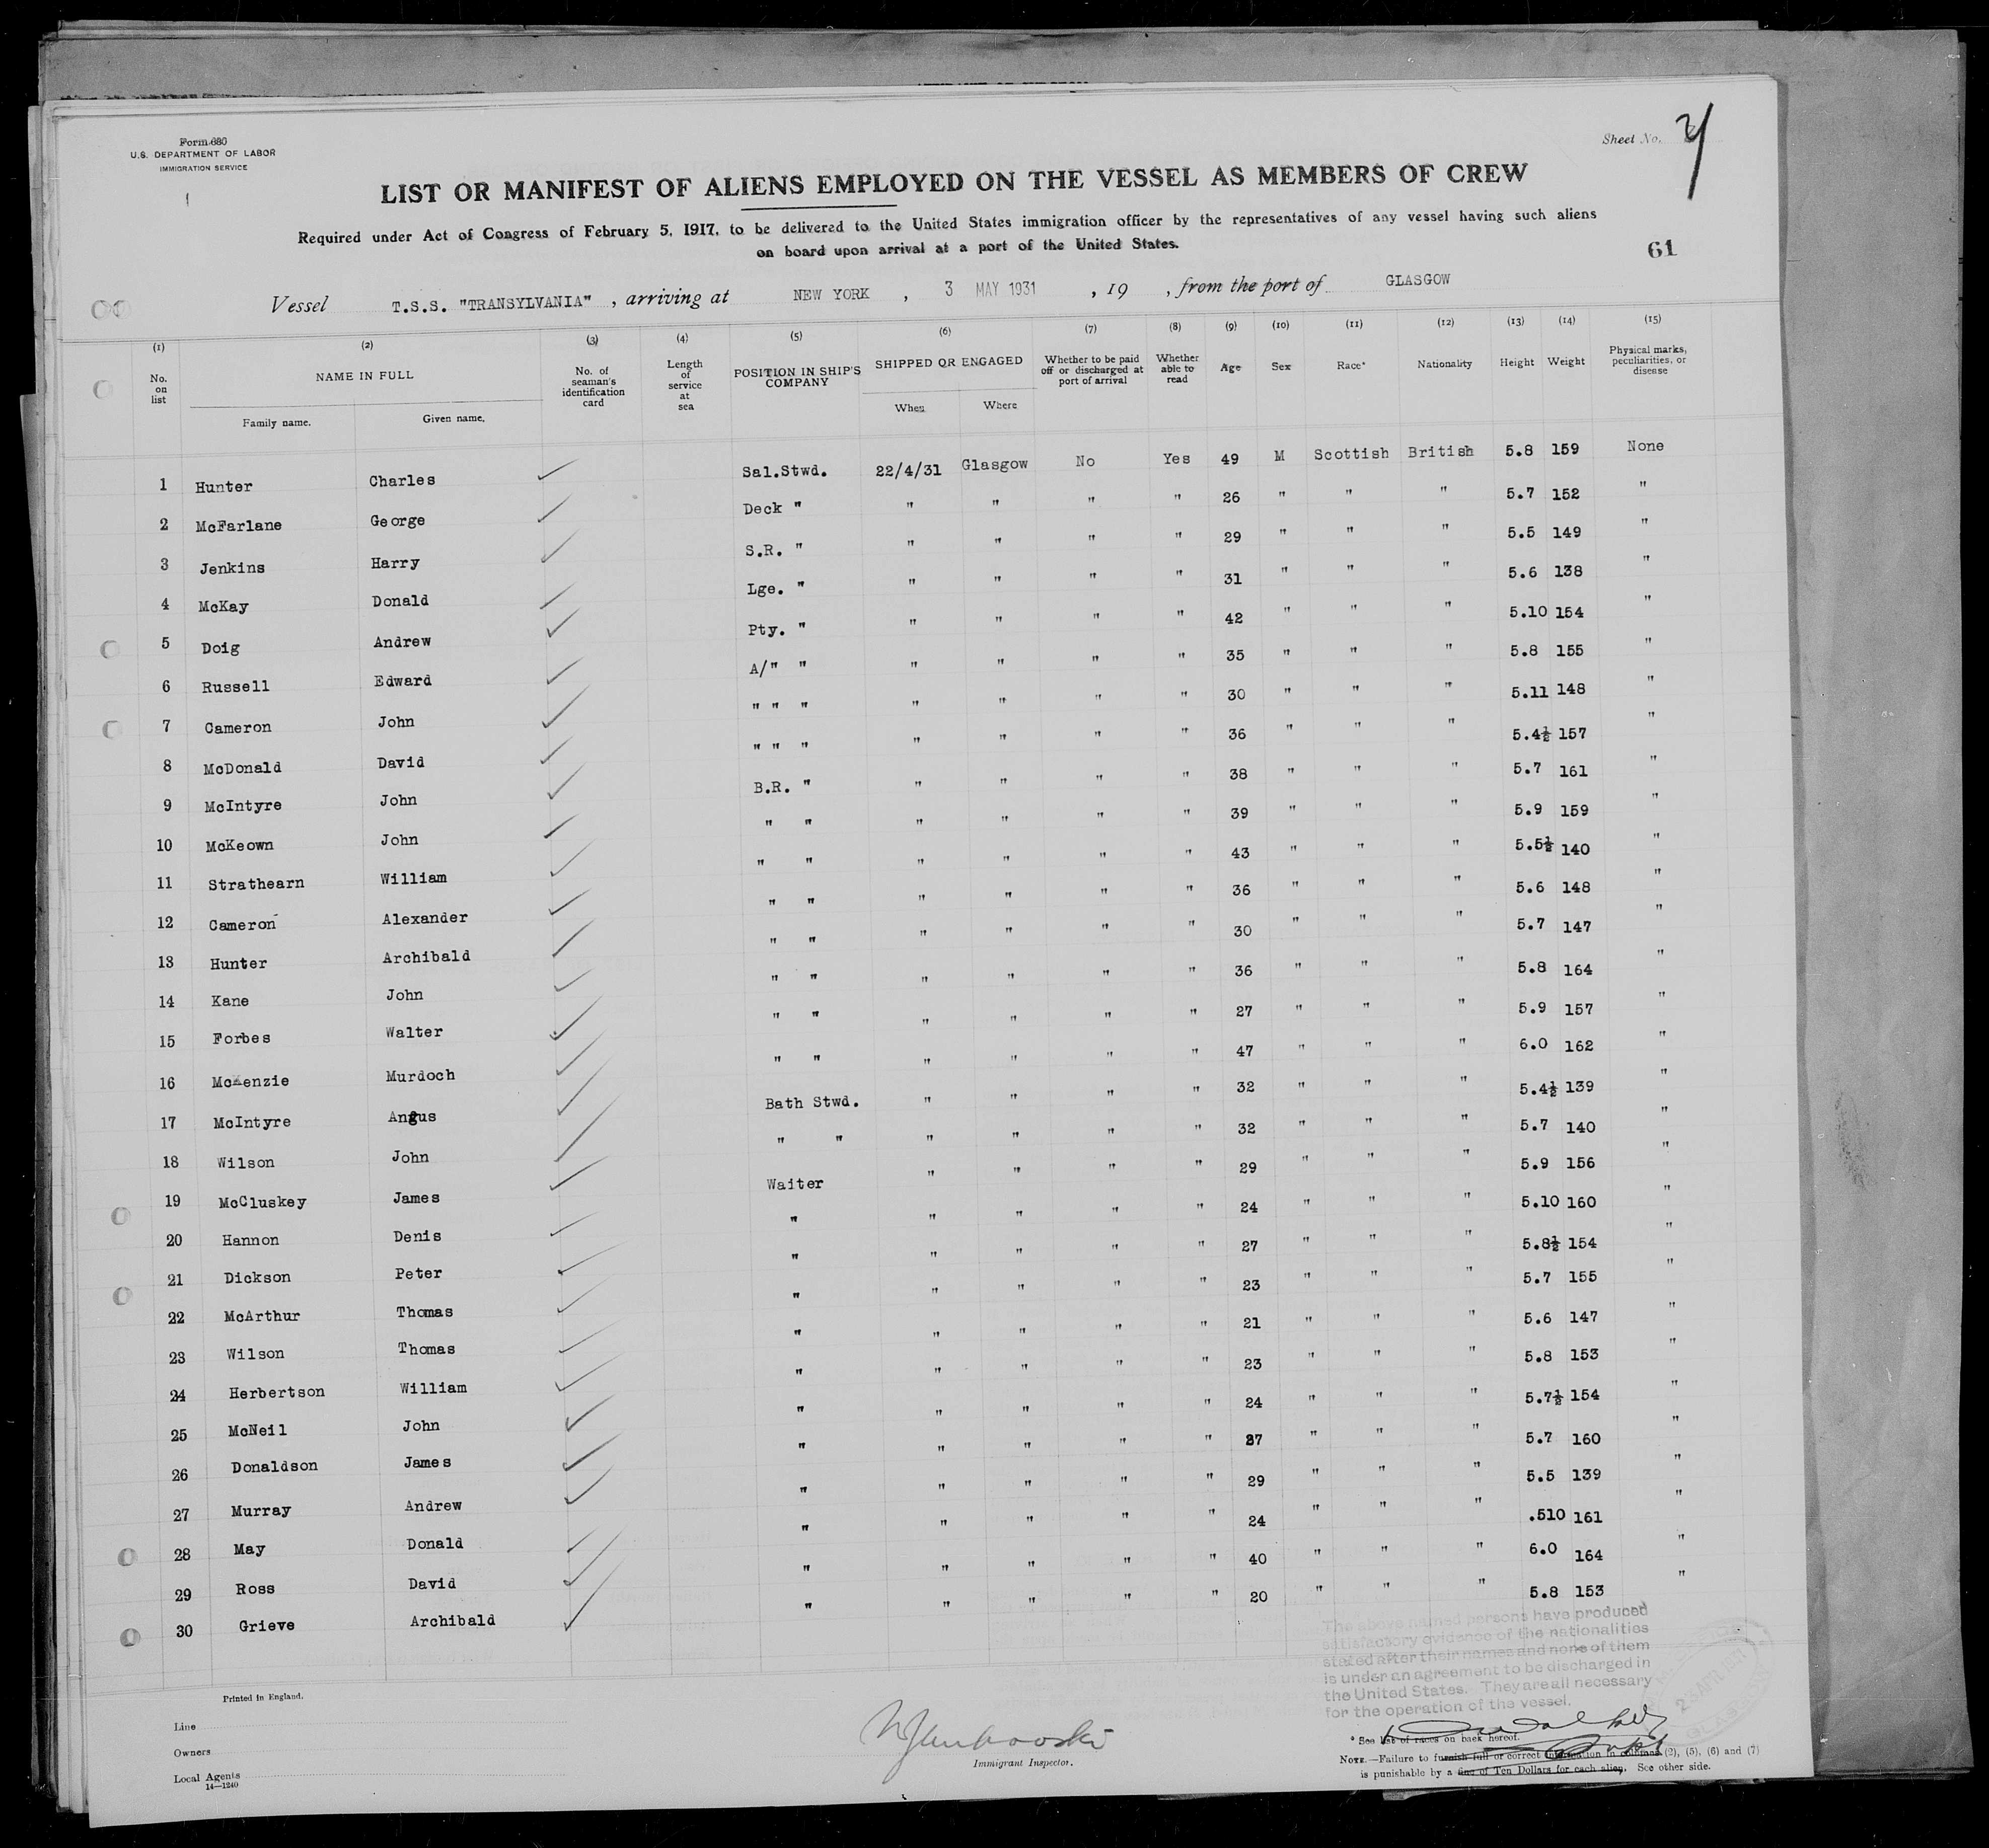 Form 680
U.S. DEPARTMENT OF LABOR
IMMIGRATION SERVICE
Sheet No.
LIST OR MANIFEST OF ALIENS EMPLOYED ON THE VESSEL AS MEMBERS OF CREW
Required under Act of Congress of February 5, 1917, to be delivered to the United States immigration officer by the representatives of any vessel having such aliens
on board upon arrival at a port of the United States.
61
Vessel T.S.S. "TRANSYLVANIA" , arriving at NEW YORK , 3 MAY 1931 , 19 , from the port of GLASGOW
(1) (2) (3) (4) (5) (6) (7) (8) (9) (10) (11) (12) (13) (14) (15)
No. on list NAME IN FULL No. of seaman's identification card Length of service at sea POSITION IN SHIP'S COMPANY SHIPPED OR ENGAGED Whether to be paid off or discharged at port of arrival Whether able to read Age Sex Race* Nationality Height Weight Physical marks, peculiarities, or disease
Family name. Given name. When Where
1 Hunter Charles Sal.Stwd. 22/4/31 Glasgow No Yes 49 M Scottish British 5.8 159 None
2 McFarlane George Deck " " " " " 26 " " " 5.7 152 "
3 Jenkins Harry S.R. " " " " " 29 " " " 5.5 149 "
4 McKay Donald Lge. " " " " " 31 " " " 5.6 138 "
5 Doig Andrew Pty. " " " " " 42 " " " 5.10 154 "
6 Russell Edward A/" " " " " " 35 " " " 5.8 155 "
7 Cameron John " " " " " " " 30 " " " 5.11 148 "
8 McDonald David " " " " " " " 36 " " " 5.4½ 157 "
9 McIntyre John B.R. " " " " " 38 " " " 5.7 161 "
10 McKeown John " " " " " " 39 " " " 5.9 159 "
11 Strathearn William " " " " " " 43 " " " 5.5½ 140 "
12 Cameron Alexander " " " " " " 36 " " " 5.6 148 "
13 Hunter Archibald " " " " " " 30 " " " 5.7 147 "
14 Kane John " " " " " " 36 " " " 5.8 164 "
15 Forbes Walter " " " " " " 27 " " " 5.9 157 "
16 McKenzie Murdoch " " " " " " 47 " " " 6.0 162 "
17 McIntyre Angus Bath Stwd. " " " " 32 " " " 5.4½ 139 "
18 Wilson John " " " " " " 32 " " " 5.7 140 "
19 McCluskey James Waiter " " " " 29 " " " 5.9 156 "
20 Hannon Denis " " " " " 24 " " " 5.10 160 "
21 Dickson Peter " " " " " 27 " " " 5.8½ 154 "
22 McArthur Thomas " " " " " 23 " " " 5.7 155 "
23 Wilson Thomas " " " " " 21 " " " 5.6 147 "
24 Herbertson William " " " " " 23 " " " 5.8 153 "
25 McNeil John " " " " " 24 " " " 5.7½ 154 "
26 Donaldson James " " " " " 37 " " " 5.7 160 "
27 Murray Andrew " " " " " 29 " " " 5.5 139 "
28 May Donald " " " " " 24 " " " .510 161 "
29 Ross David " " " " " 40 " " " 6.0 164 "
30 Grieve Archibald " " " " " 20 " " " 5.8 153 "
The above named persons have produced
satisfactory evidence of the nationalities
stated after their names and none of them
is under an agreement to be discharged in
the United States. They are all necessary
for the operation of the vessel.
Printed in England.
Line
Owners
Local Agents
14—1240
Immigrant Inspector.
* See list of races on back hereof.
NOTE.—Failure to furnish full or correct information in columns (2), (5), (6) and (7)
is punishable by a fine of Ten Dollars for each alien. See other side.